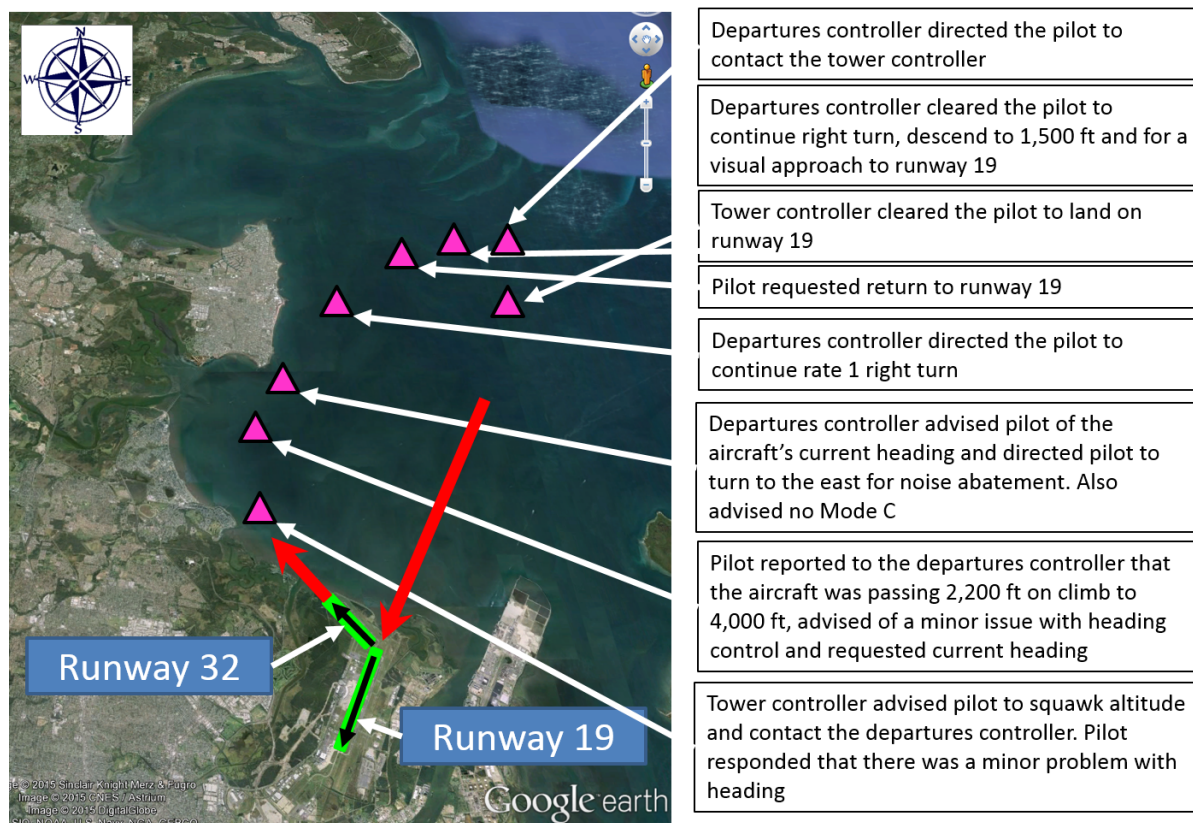 N
W
E
S
Runway 32
Runway 19
Image © 2015 CNES / Astrium
Image © 2015 DigitalGlobe
Google earth
Departures controller directed the pilot to
contact the tower controller
Departures controller cleared the pilot to
continue right turn, descend to 1,500 ft and for a
visual approach to runway 19
Tower controller cleared the pilot to land on
runway 19
Pilot requested return to runway 19
Departures controller directed the pilot to
continue rate 1 right turn
Departures controller advised pilot of the
aircraft’s current heading and directed pilot to
turn to the east for noise abatement. Also
advised no Mode C
Pilot reported to the departures controller that
the aircraft was passing 2,200 ft on climb to
4,000 ft, advised of a minor issue with heading
control and requested current heading
Tower controller advised pilot to squawk altitude
and contact the departures controller. Pilot
responded that there was a minor problem with
heading